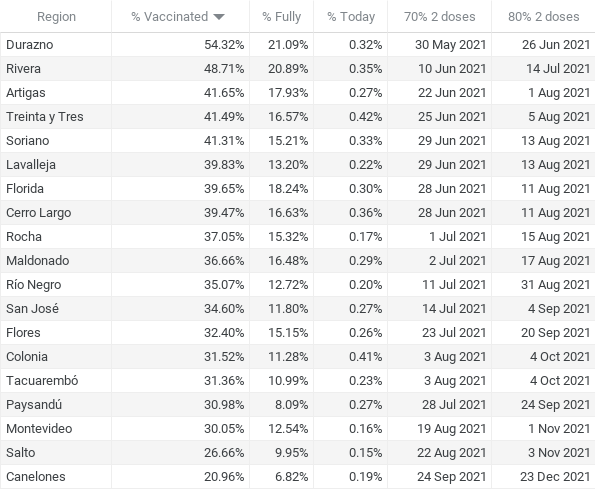 Region % Vaccinated % Fully % Today 70% 2 doses 80% 2 doses
Durazno 54.32% 21.09% 0.32% 30 May 2021 26 Jun 2021
Rivera 48.71% 20.89% 0.35% 10 Jun 2021 14 Jul 2021
Artigas 41.65% 17.93% 0.27% 22 Jun 2021 1 Aug 2021
Treinta y Tres 41.49% 16.57% 0.42% 25 Jun 2021 5 Aug 2021
Soriano 41.31% 15.21% 0.33% 29 Jun 2021 13 Aug 2021
Lavalleja 39.83% 13.20% 0.22% 29 Jun 2021 13 Aug 2021
Florida 39.65% 18.24% 0.30% 28 Jun 2021 11 Aug 2021
Cerro Largo 39.47% 16.63% 0.36% 28 Jun 2021 11 Aug 2021
Rocha 37.05% 15.32% 0.17% 1 Jul 2021 15 Aug 2021
Maldonado 36.66% 16.48% 0.29% 2 Jul 2021 17 Aug 2021
Río Negro 35.07% 12.72% 0.20% 11 Jul 2021 31 Aug 2021
San José 34.60% 11.80% 0.27% 14 Jul 2021 4 Sep 2021
Flores 32.40% 15.15% 0.26% 23 Jul 2021 20 Sep 2021
Colonia 31.52% 11.28% 0.41% 3 Aug 2021 4 Oct 2021
Tacuarembó 31.36% 10.99% 0.23% 3 Aug 2021 4 Oct 2021
Paysandú 30.98% 8.09% 0.27% 28 Jul 2021 24 Sep 2021
Montevideo 30.05% 12.54% 0.16% 19 Aug 2021 1 Nov 2021
Salto 26.66% 9.95% 0.15% 22 Aug 2021 3 Nov 2021
Canelones 20.96% 6.82% 0.19% 24 Sep 2021 23 Dec 2021